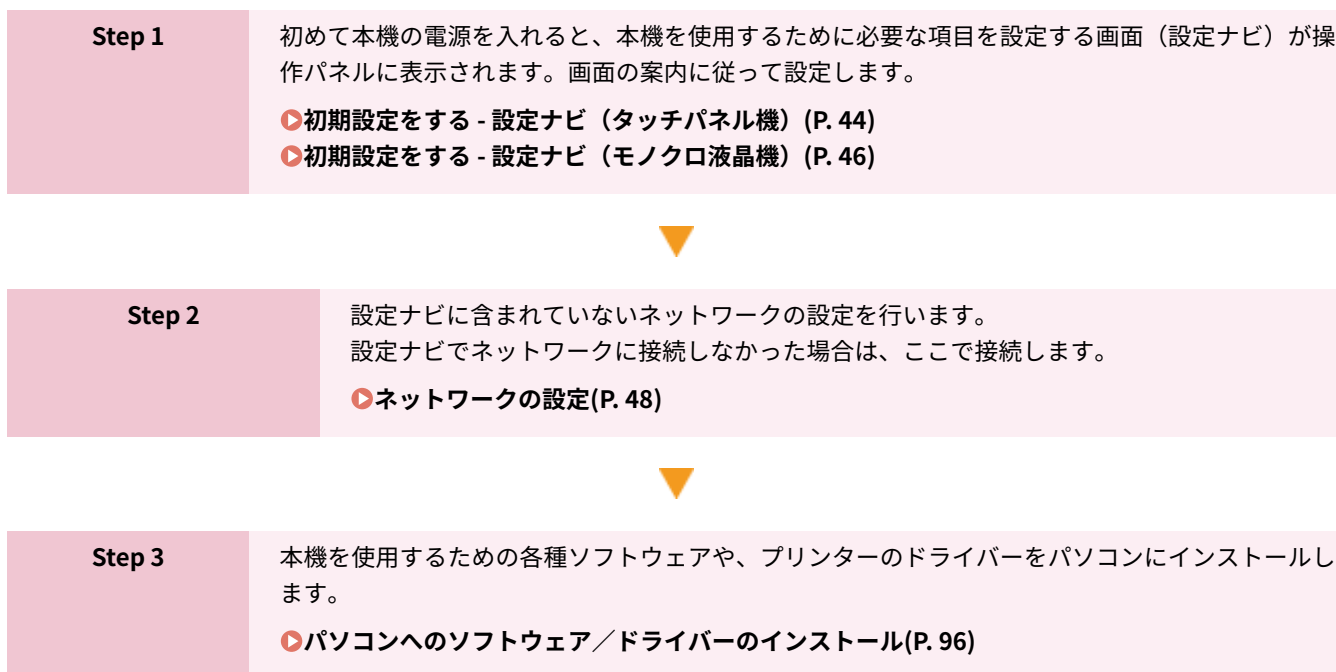 Step 1
初めて本機の電源を入れると、本機を使用するために必要な項目を設定する画面（設定ナビ）が操
作パネルに表示されます。画面の案内に従って設定します。
初期設定をする - 設定ナビ（タッチパネル機）(P. 44)
初期設定をする - 設定ナビ（モノクロ液晶機）(P. 46)
Step 2
設定ナビに含まれていないネットワークの設定を行います。
設定ナビでネットワークに接続しなかった場合は、ここで接続します。
ネットワークの設定(P. 48)
Step 3
本機を使用するための各種ソフトウェアや、プリンターのドライバーをパソコンにインストールし
ます。
パソコンへのソフトウェア／ドライバーのインストール(P. 96)